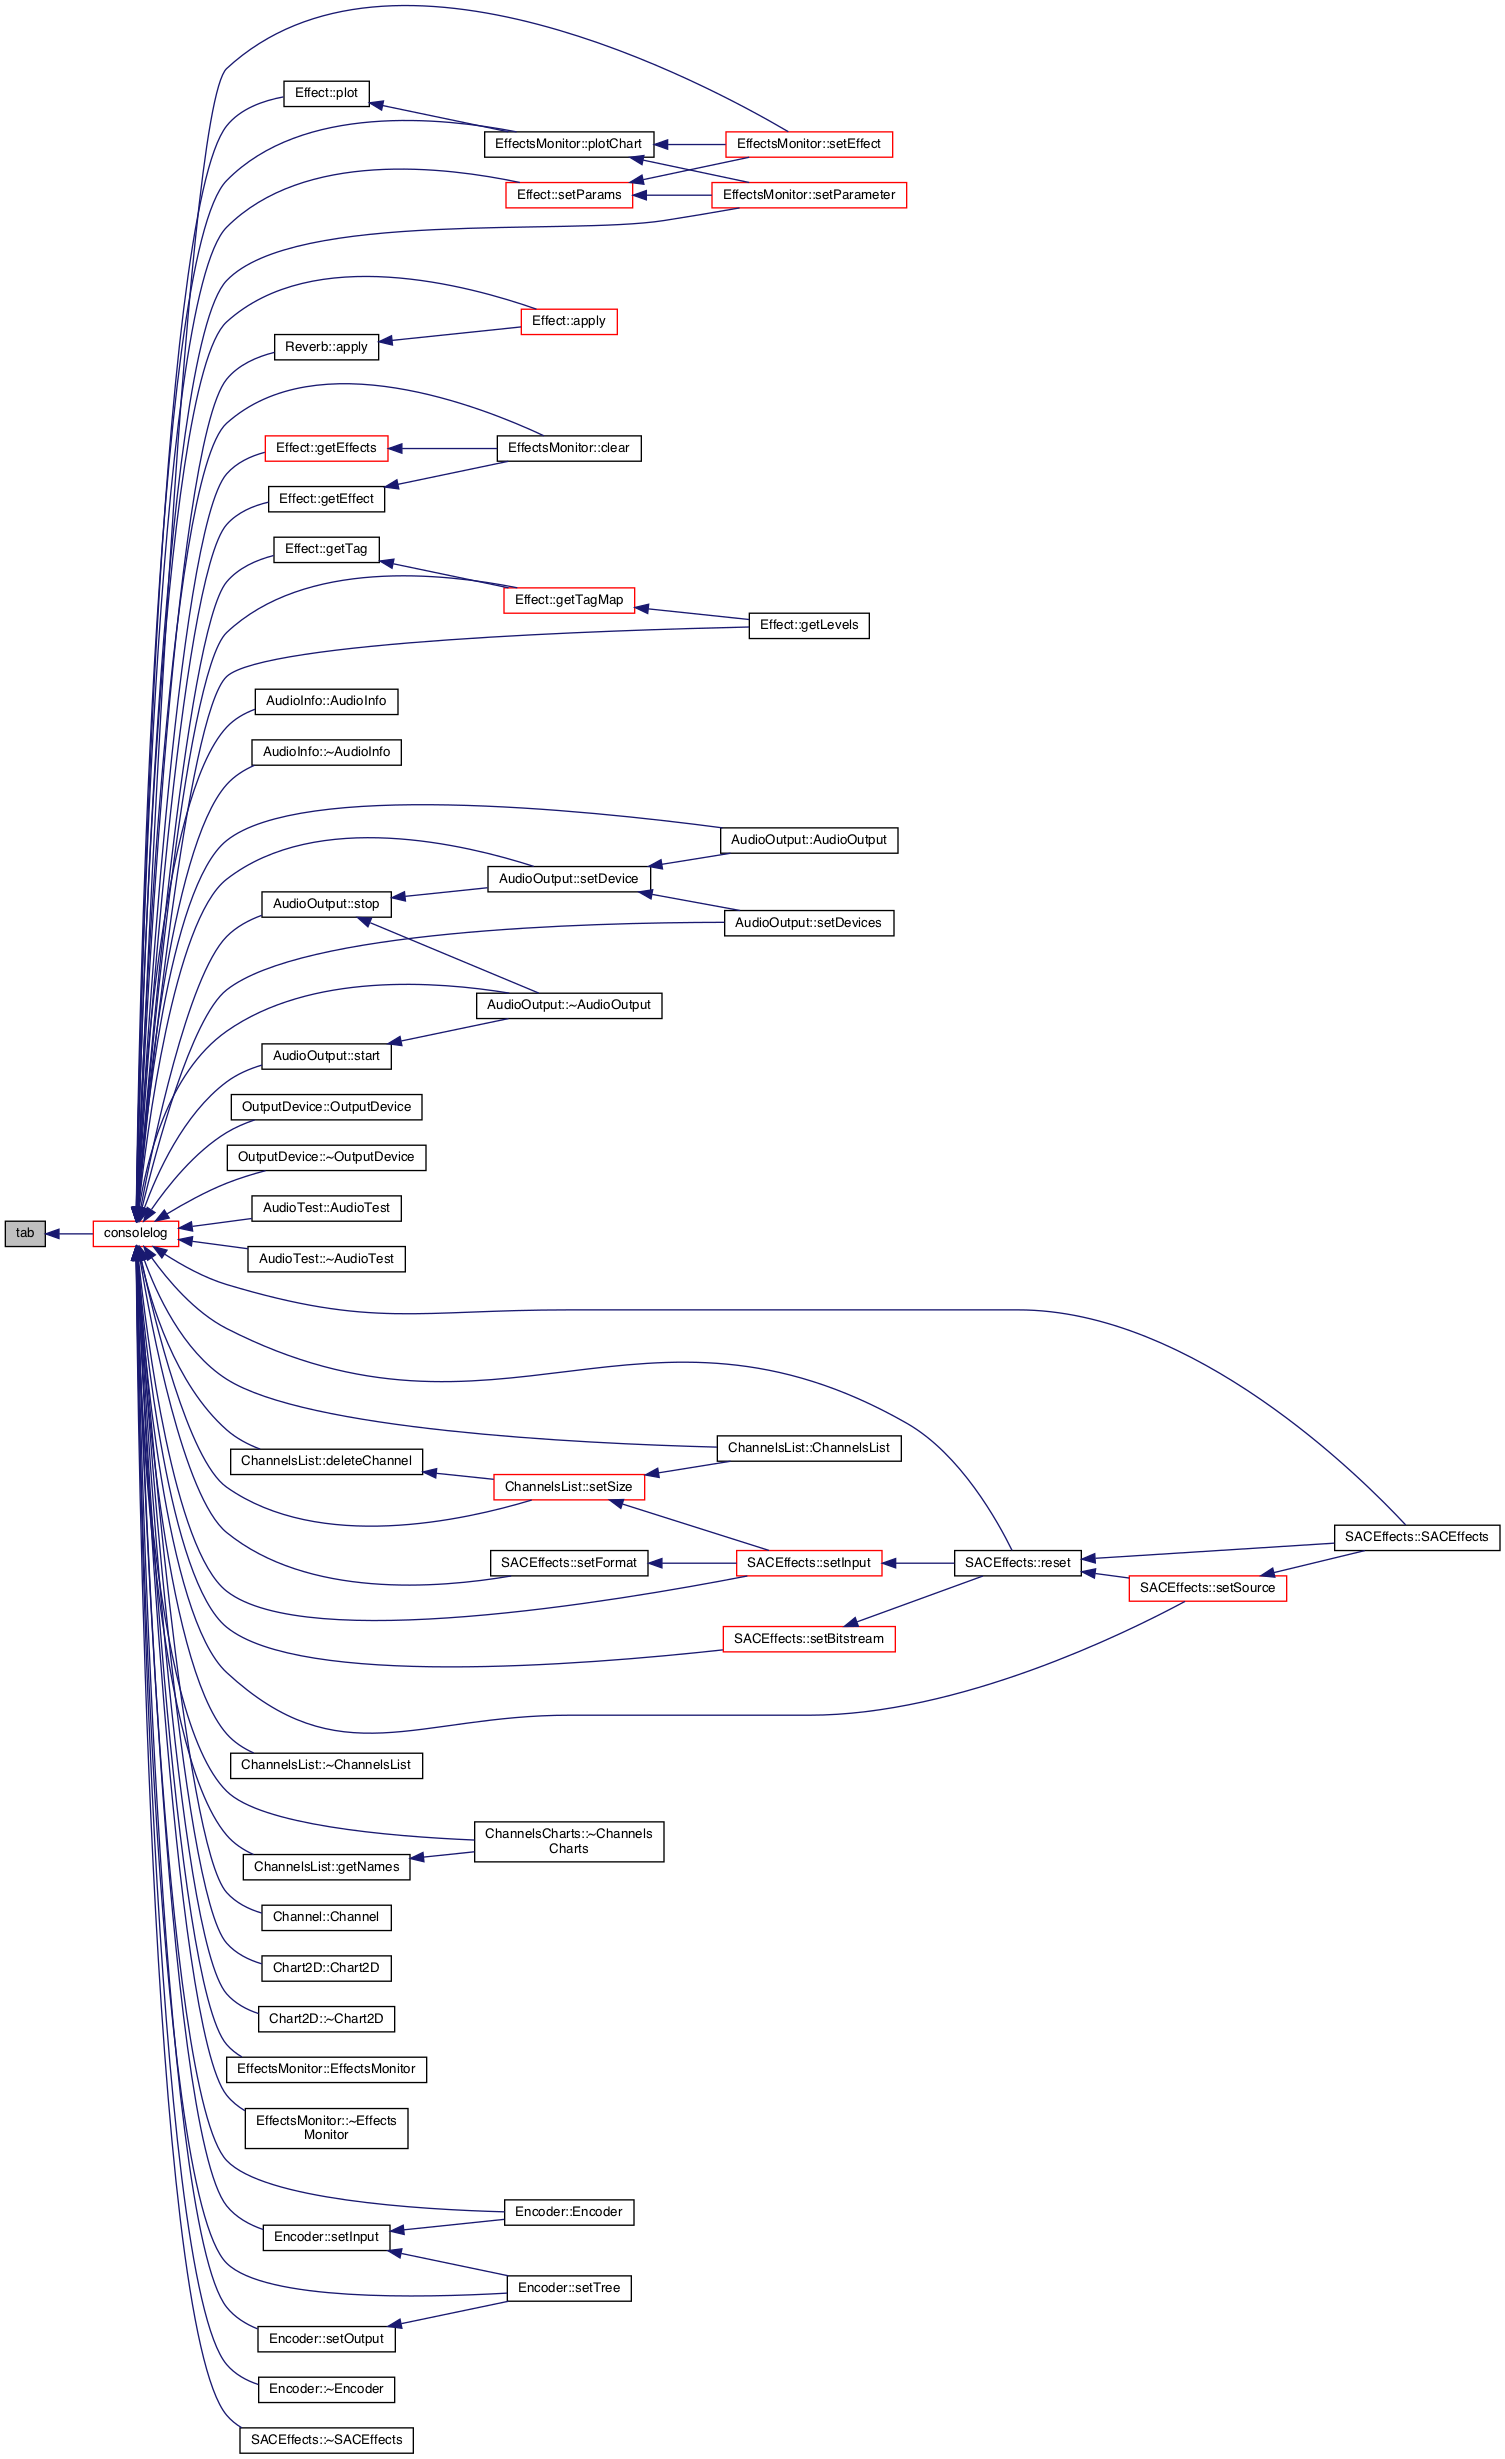 Effect::plot
EffectsMonitor::plotChart
EffectsMonitor::setEffect
Effect::setParams
EffectsMonitor::setParameter
Effect::apply
Reverb::apply
Effect::getEffects
EffectsMonitor::clear
Effect::getEffect
Effect::getTag
Effect::getTagMap
Effect::getLevels
AudioInfo::AudioInfo
AudioInfo::~AudioInfo
AudioOutput::AudioOutput
AudioOutput::setDevice
AudioOutput::stop
AudioOutput::setDevices
AudioOutput::~AudioOutput
AudioOutput::start
OutputDevice::OutputDevice
OutputDevice::~OutputDevice
AudioTest::AudioTest
tab
consolelog
AudioTest::~AudioTest
ChannelsList::ChannelsList
ChannelsList::deleteChannel
ChannelsList::setSize
SACEffects::SACEffects
SACEffects::setFormat
SACEffects::setInput
SACEffects::reset
SACEffects::setSource
SACEffects::setBitstream
ChannelsList::~ChannelsList
ChannelsCharts::~Channels
Charts
ChannelsList::getNames
Channel::Channel
Chart2D::Chart2D
Chart2D::~Chart2D
EffectsMonitor::EffectsMonitor
EffectsMonitor::~Effects
Monitor
Encoder::Encoder
Encoder::setInput
Encoder::setTree
Encoder::setOutput
Encoder::~Encoder
SACEffects::~SACEffects